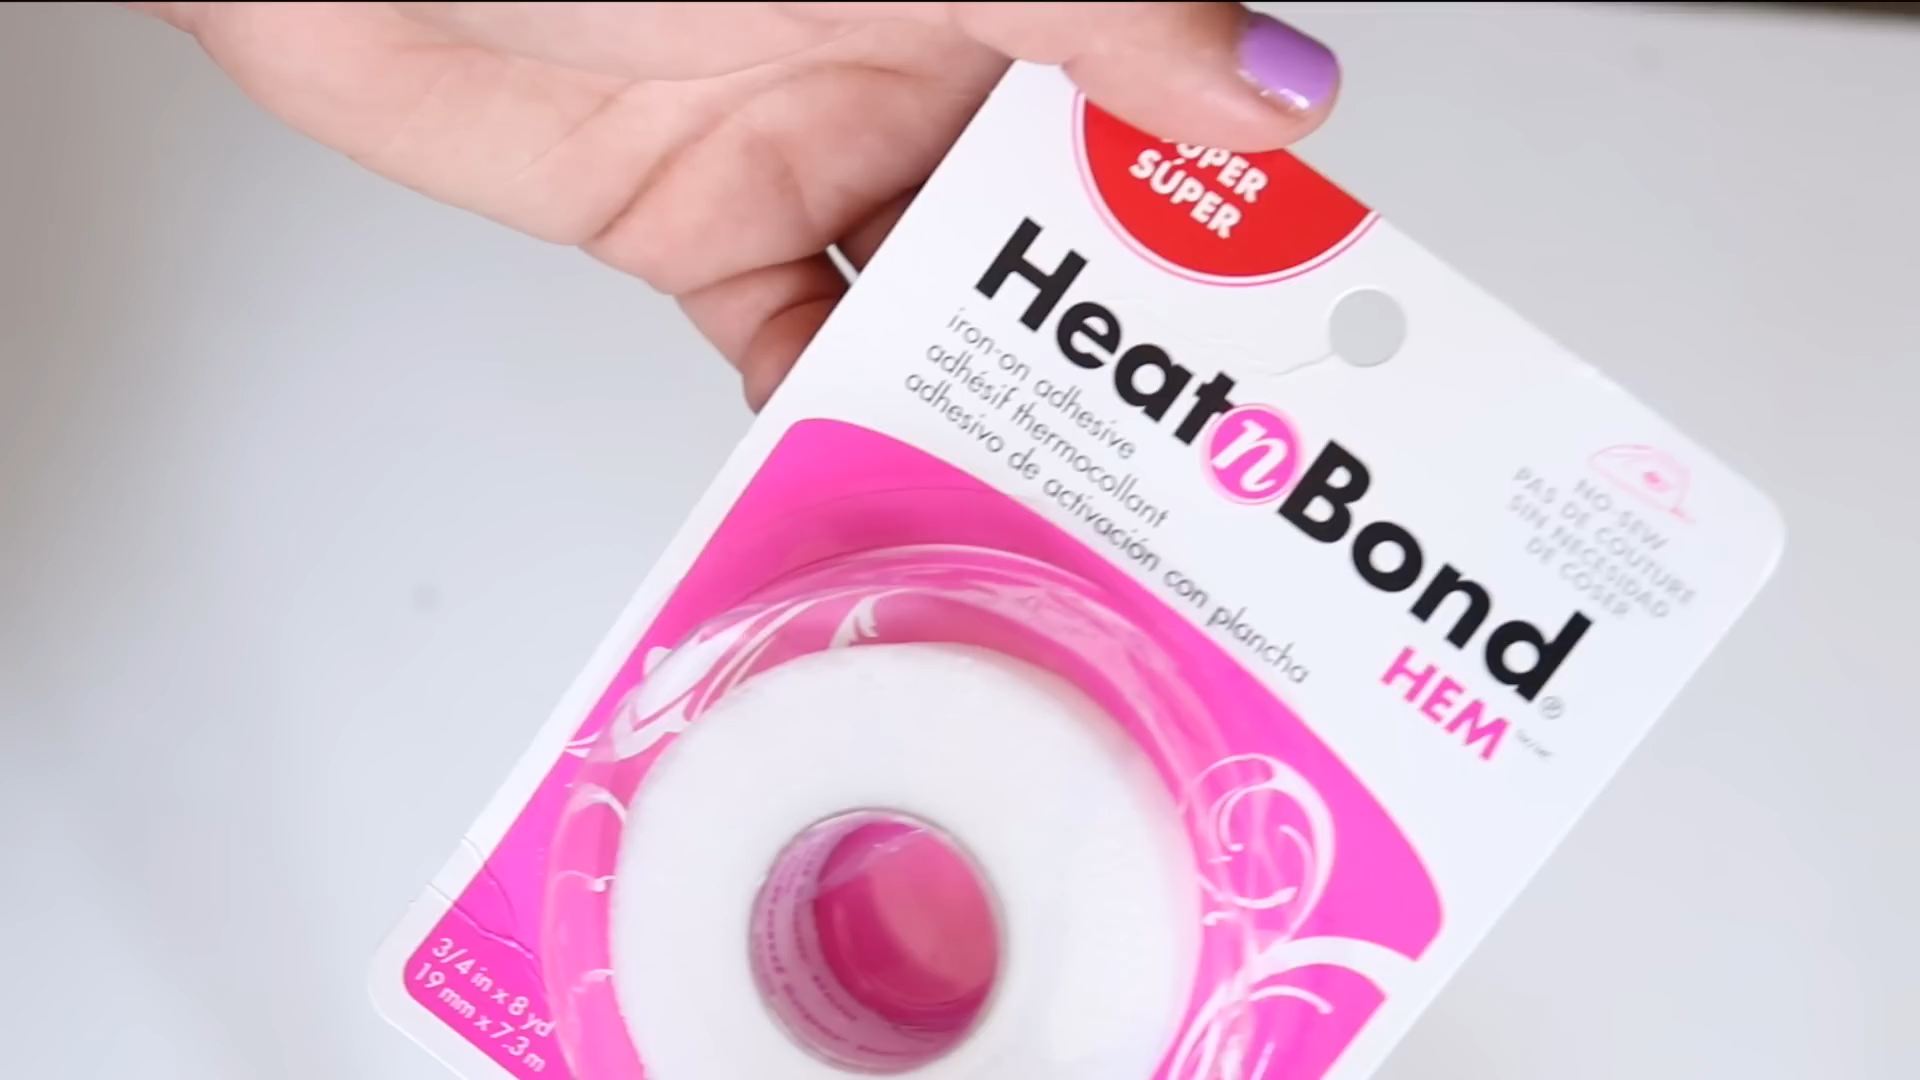 SUPER
SÚPER
HeatnBond®
HEM
iron-on adhesive
adhésif thermocollant
adhesivo de activación con plancha
NO-SEW
PAS DE COUTURE
SIN NECESIDAD
DE COSER
3/4 in x 8 yd
19 mm x 7.3 m